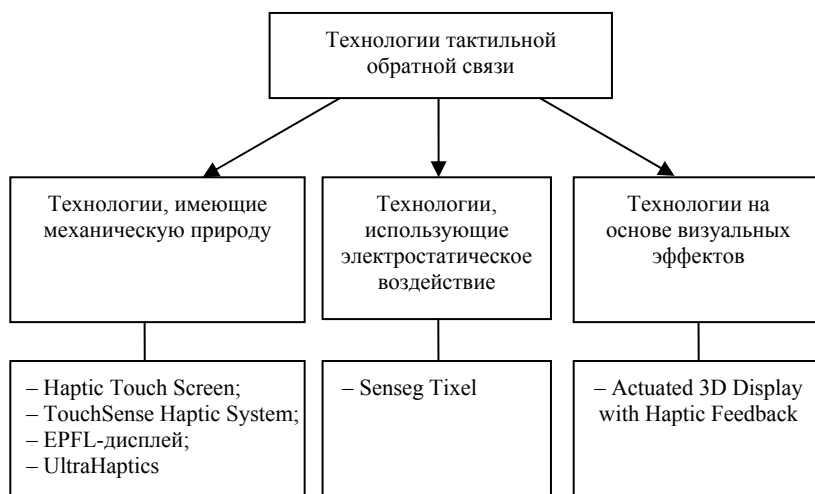 Технологии тактильной
обратной связи
Технологии, имеющие
механическую природу
Технологии,
использующие
электростатическое
воздействие
Технологии на
основе визуальных
эффектов
– Haptic Touch Screen;
– TouchSense Haptic System;
– EPFL-дисплей;
– UltraHaptics
– Senseg Tixel
– Actuated 3D Display
with Haptic Feedback